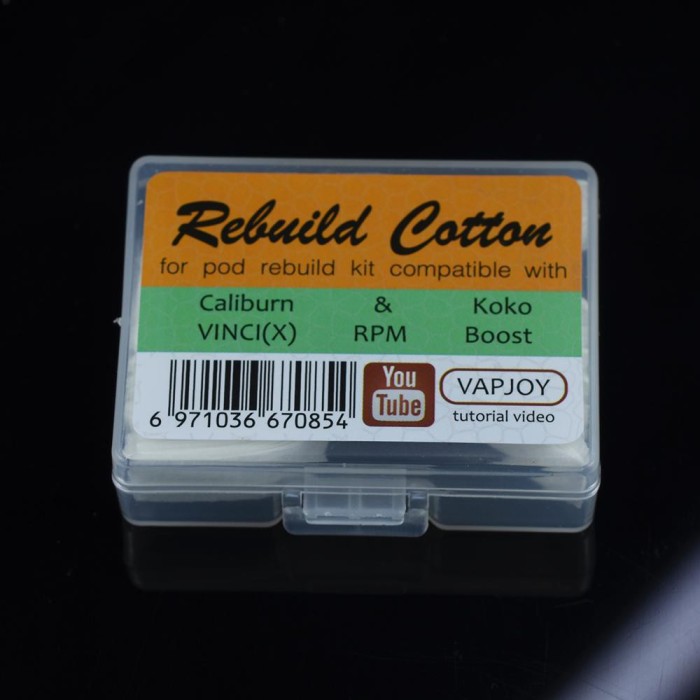 Rebuild Cotton
for pod rebuild kit compatible with
Caliburn & Koko
VINCI(X) RPM Boost
You
Tube
VAPJOY
tutorial video
6 971036 670854